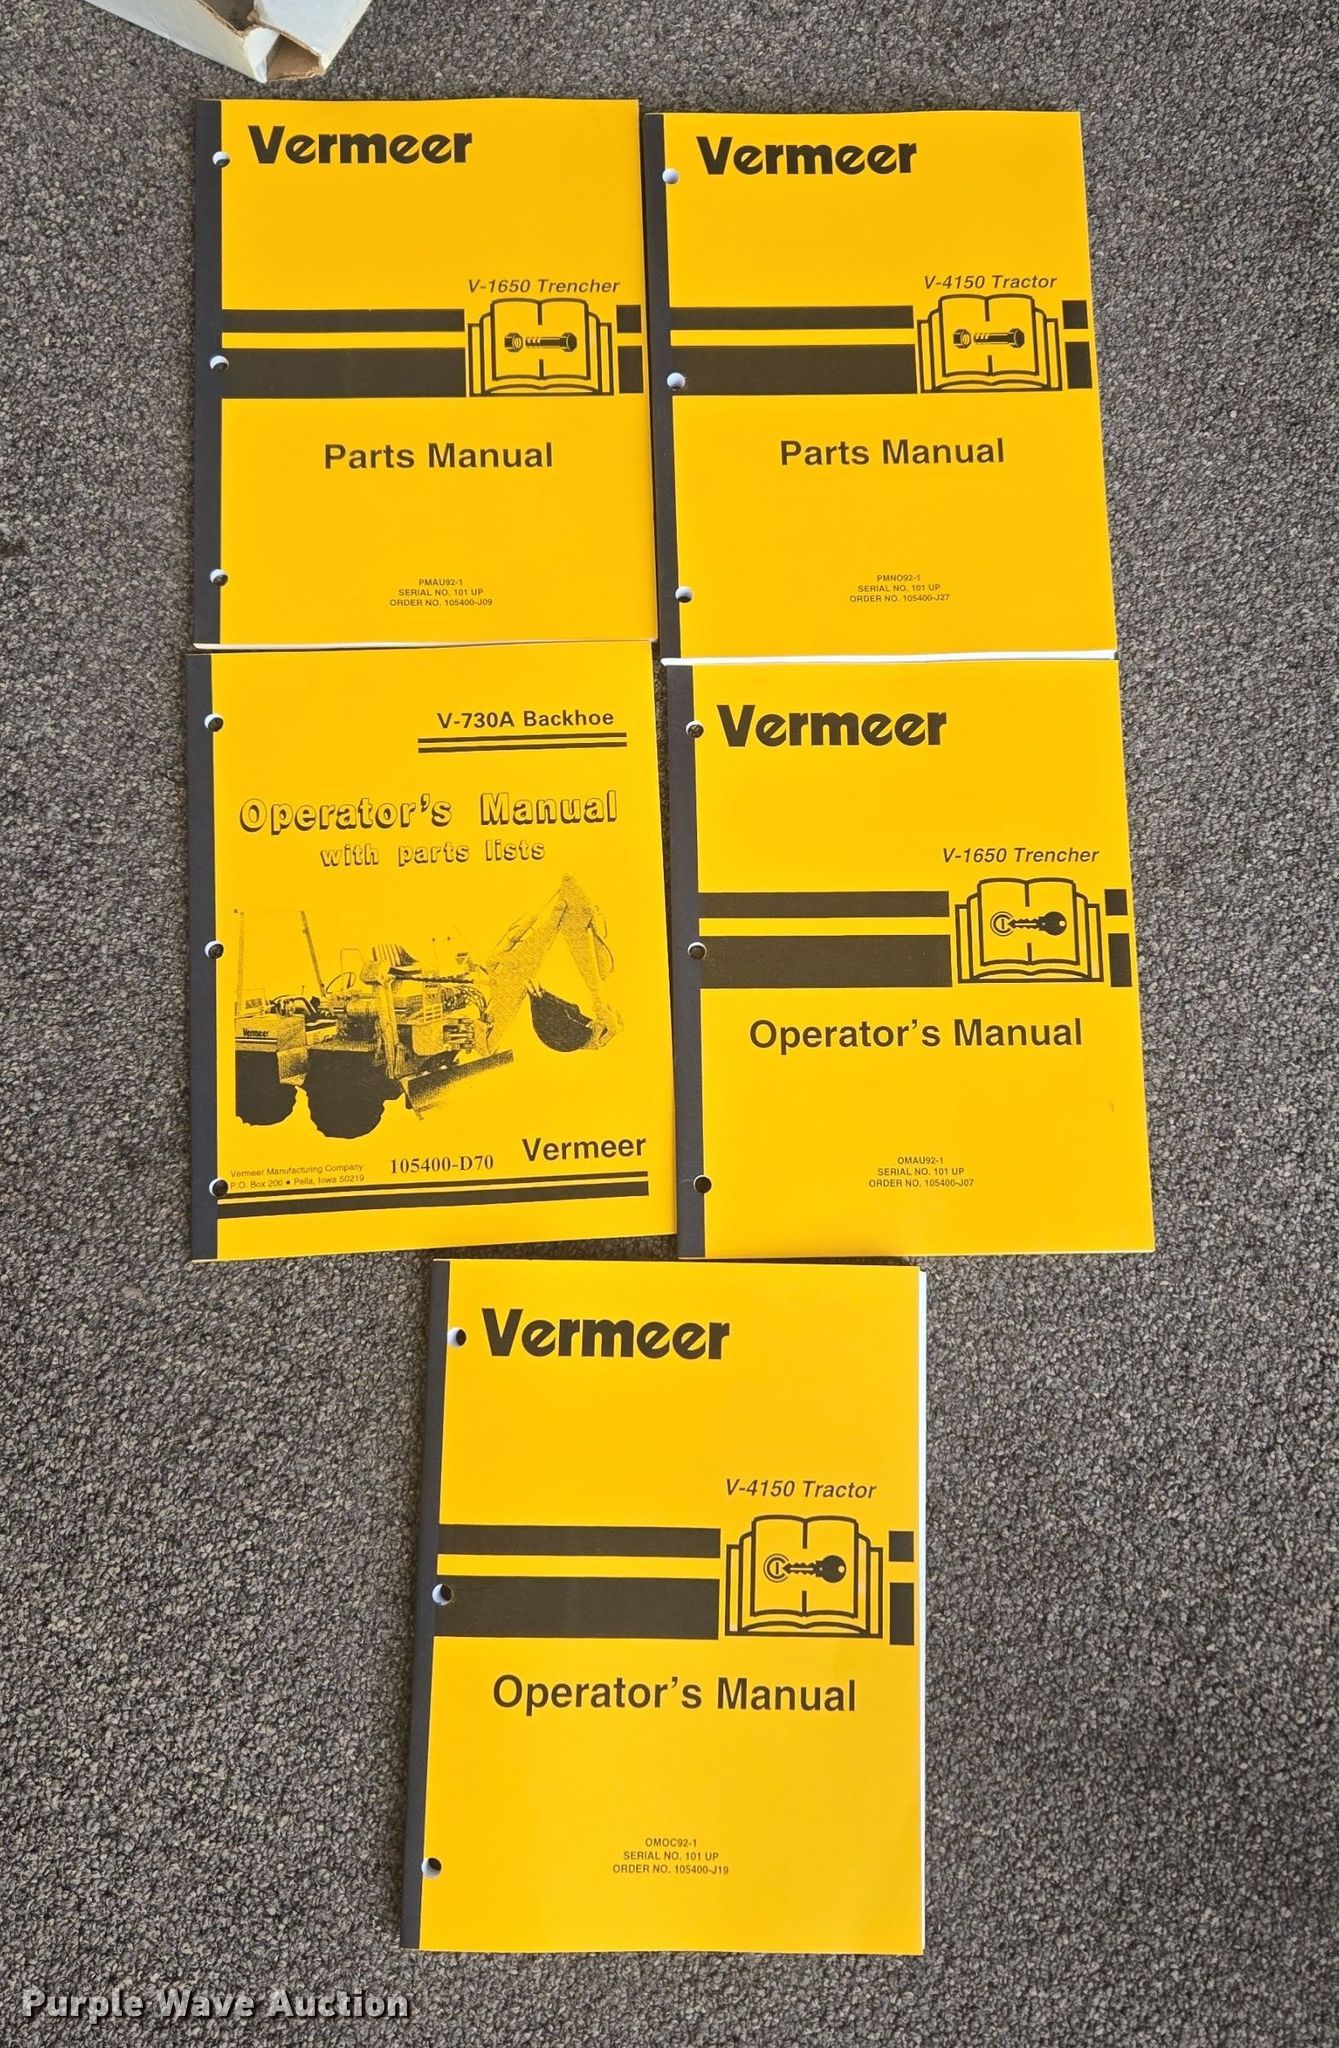 Vermeer
V-1650 Trencher
Parts Manual
PMAU92-1
SERIAL NO. 101 UP
ORDER NO. 105400-J09
Vermeer
V-4150 Tractor
Parts Manual
PMNO92-1
SERIAL NO. 101 UP
ORDER NO. 105400-J27
V-730A Backhoe
Operator's Manual
with parts lists
Vermeer
Vermeer Manufacturing Company
P.O. Box 200 ● Pella, Iowa 50219
105400-D70
Vermeer
Vermeer
V-1650 Trencher
Operator's Manual
OMAU92-1
SERIAL NO. 101 UP
ORDER NO. 105400-J07
Vermeer
V-4150 Tractor
Operator's Manual
OMOC92-1
SERIAL NO. 101 UP
ORDER NO. 105400-J19
Purple Wave Auction